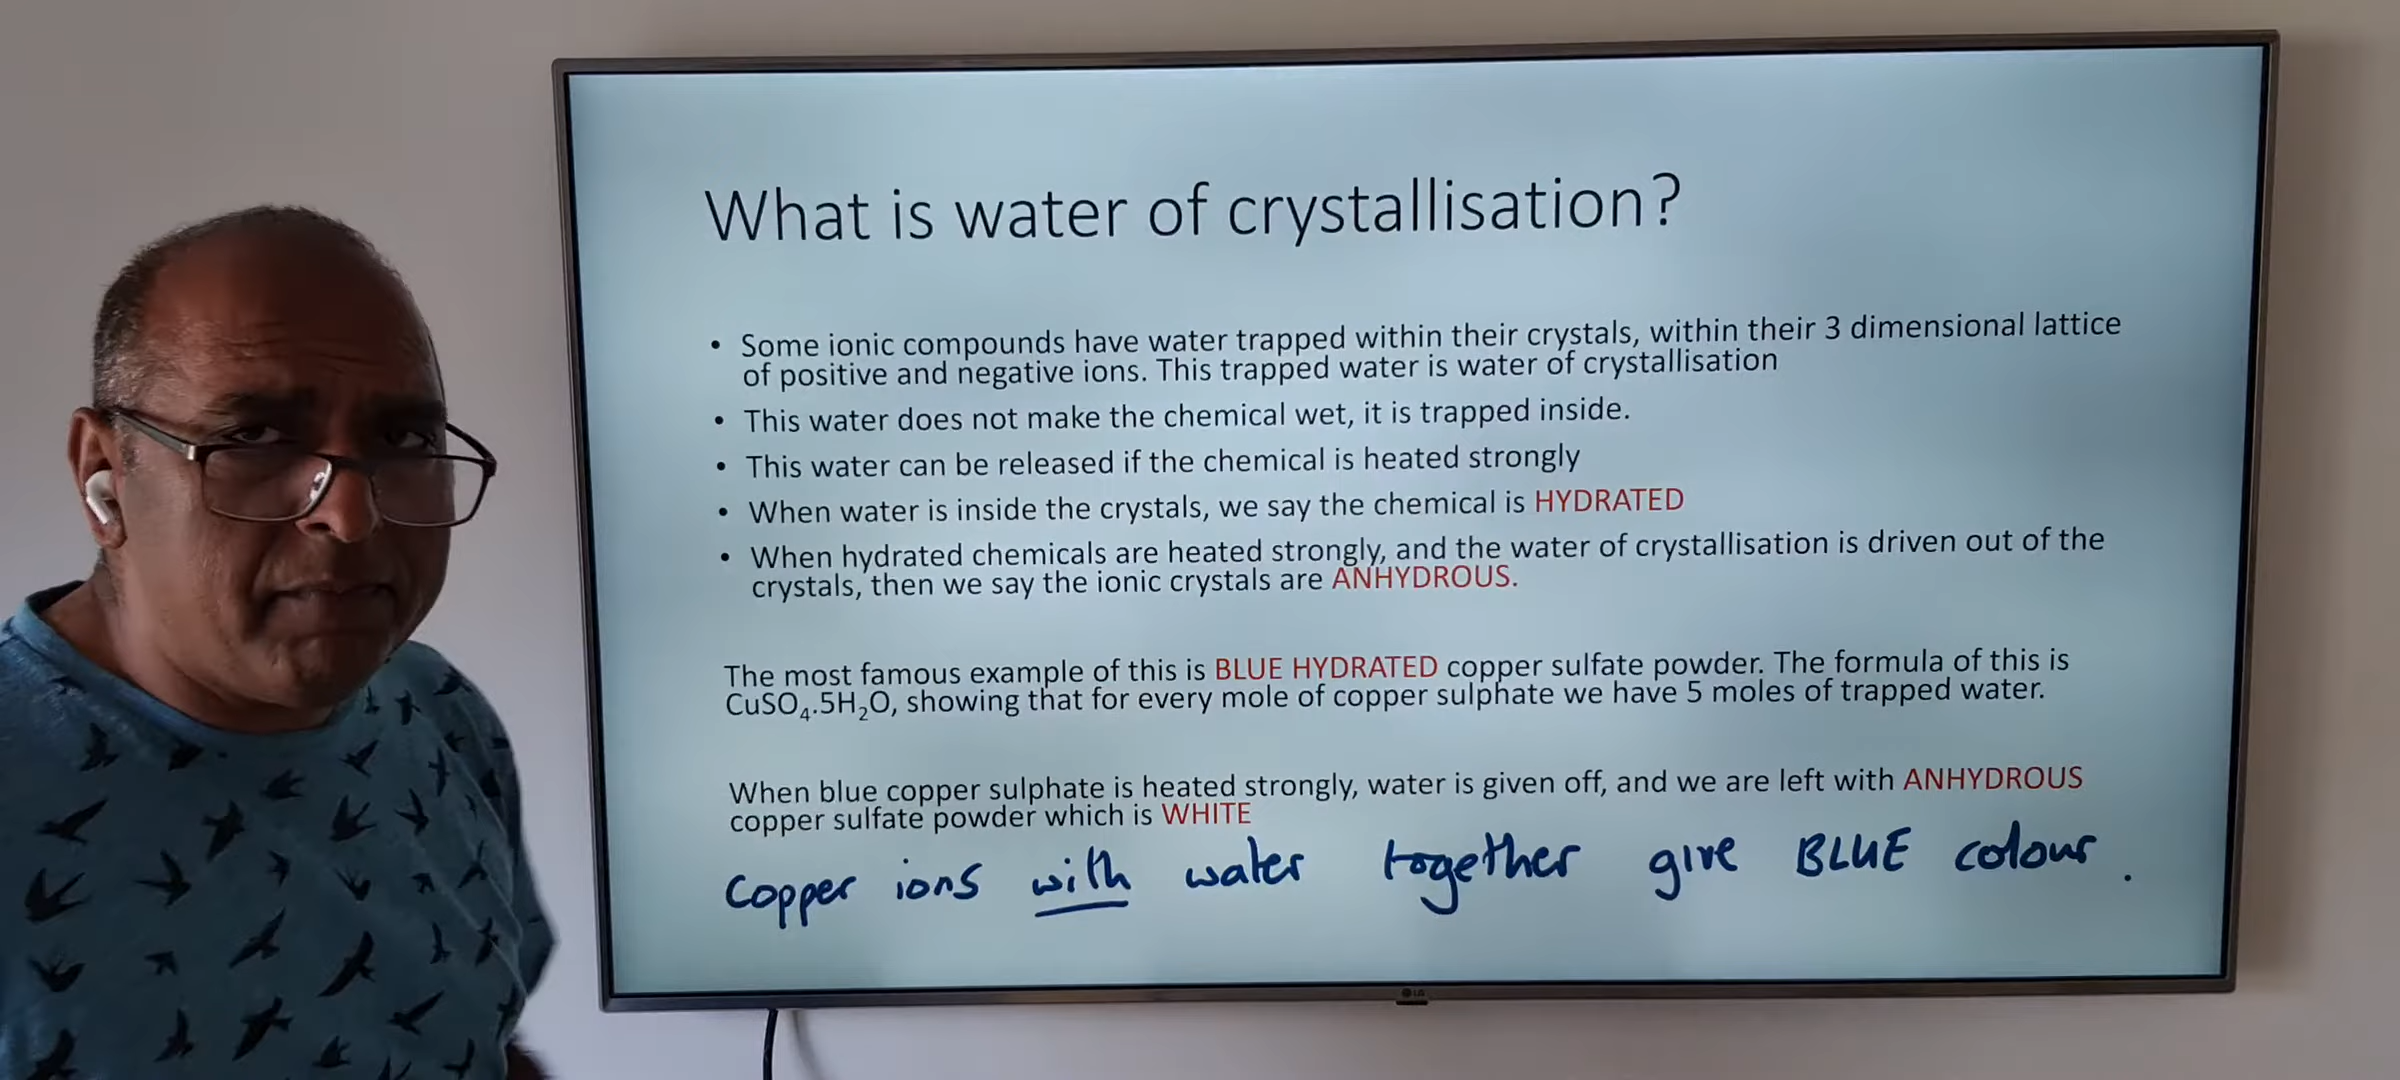 What is water of crystallisation?
• Some ionic compounds have water trapped within their crystals, within their 3 dimensional lattice
of positive and negative ions. This trapped water is water of crystallisation
• This water does not make the chemical wet, it is trapped inside.
• This water can be released if the chemical is heated strongly
• When water is inside the crystals, we say the chemical is HYDRATED
• When hydrated chemicals are heated strongly, and the water of crystallisation is driven out of the
crystals, then we say the ionic crystals are ANHYDROUS.
The most famous example of this is BLUE HYDRATED copper sulfate powder. The formula of this is
CuSO₄.5H₂O, showing that for every mole of copper sulphate we have 5 moles of trapped water.
When blue copper sulphate is heated strongly, water is given off, and we are left with ANHYDROUS
copper sulfate powder which is WHITE
Copper ions with water together give BLUE colour.
LG